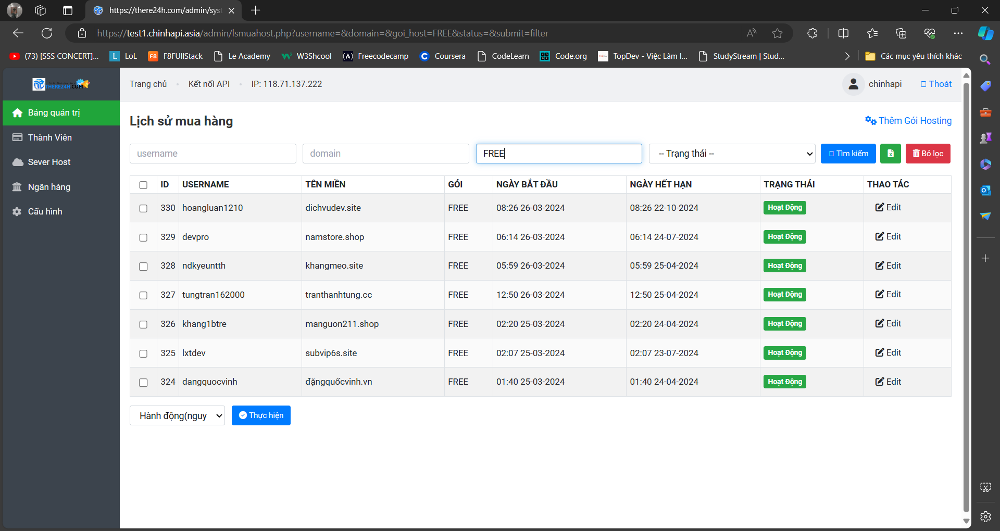 https://there24h.com/admin/sys
https://test1.chinhapi.asia/admin/lsmuahost.php?username=&domain=&goi_host=FREE&status=&submit=filter
(73) [SSS CONCERT]... LoL F8FUllStack Le Academy W3Shcool Freecodecamp Coursera CodeLearn Code.org TopDev - Việc Làm I... StudyStream | Stud... Các mục yêu thích khác
THERE24H.COM
Trang chủ Kết nối API IP: 118.71.137.222 chinhapi Thoát
Bảng quản trị
Thành Viên
Sever Host
Ngân hàng
Cấu hình
Lịch sử mua hàng Thêm Gói Hosting
username domain FREE -- Trạng thái -- Tìm kiếm Bỏ lọc
ID USERNAME TÊN MIỀN GÓI NGÀY BẮT ĐẦU NGÀY HẾT HẠN TRẠNG THÁI THAO TÁC
330 hoangluan1210 dichvudev.site FREE 08:26 26-03-2024 08:26 22-10-2024 Hoạt Động Edit
329 devpro namstore.shop FREE 06:14 26-03-2024 06:14 24-07-2024 Hoạt Động Edit
328 ndkyeuntth khangmeo.site FREE 05:59 26-03-2024 05:59 25-04-2024 Hoạt Động Edit
327 tungtran162000 tranthanhtung.cc FREE 12:50 26-03-2024 12:50 25-04-2024 Hoạt Động Edit
326 khang1btre manguon211.shop FREE 02:20 25-03-2024 02:20 24-04-2024 Hoạt Động Edit
325 lxtdev subvip6s.site FREE 02:07 25-03-2024 02:07 23-07-2024 Hoạt Động Edit
324 dangquocvinh đặngquốcvinh.vn FREE 01:40 25-03-2024 01:40 24-04-2024 Hoạt Động Edit
Hành động(nguy Thực hiện